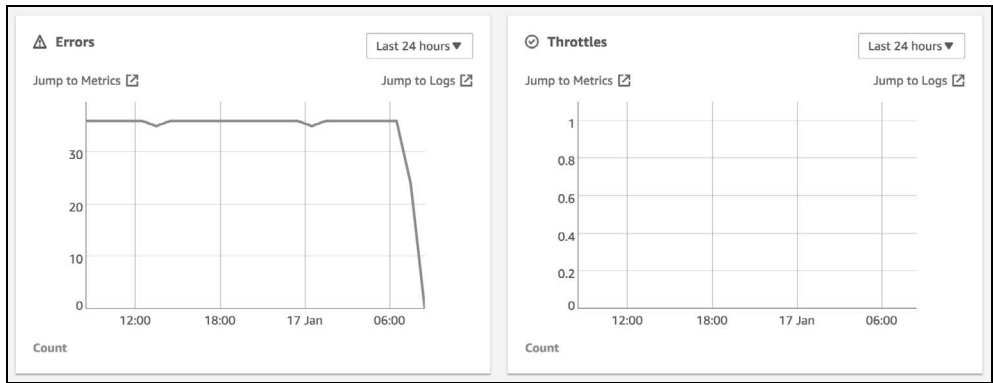 Errors
Last 24 hours▼
Jump to Metrics
Jump to Logs
30
20
10
0
12:00 18:00 17 Jan 06:00
Count
Throttles
Last 24 hours▼
Jump to Metrics
Jump to Logs
1
0.8
0.6
0.4
0.2
0
12:00 18:00 17 Jan 06:00
Count